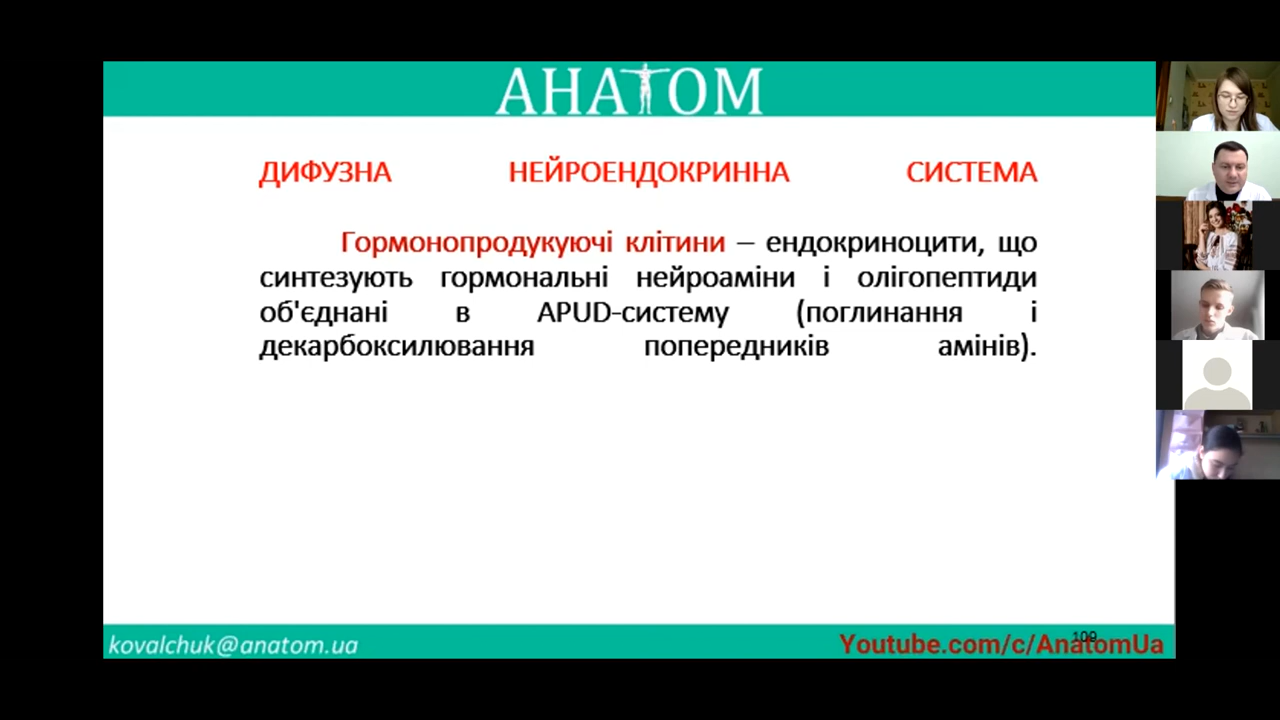 АНАТОМ
ДИФУЗНА НЕЙРОЕНДОКРИННА СИСТЕМА
Гормонопродукуючі клітини – ендокриноцити, що
синтезують гормональні нейроаміни і олігопептиди
об'єднані в APUD-систему (поглинання і
декарбоксилювання попередників амінів).
kovalchuk@anatom.ua
Youtube.com/c/AnatomUa
109